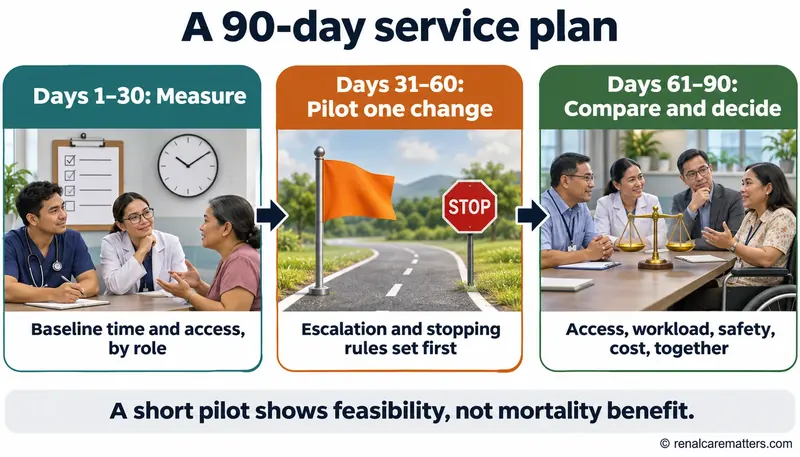 A 90-day service plan
Days 1–30: Measure
Baseline time and access,
by role
Days 31–60:
Pilot one change
STOP
Escalation and stopping
rules set first
Days 61–90:
Compare and decide
Access, workload, safety,
cost, together
A short pilot shows feasibility, not mortality benefit.
© renalcarematters.com